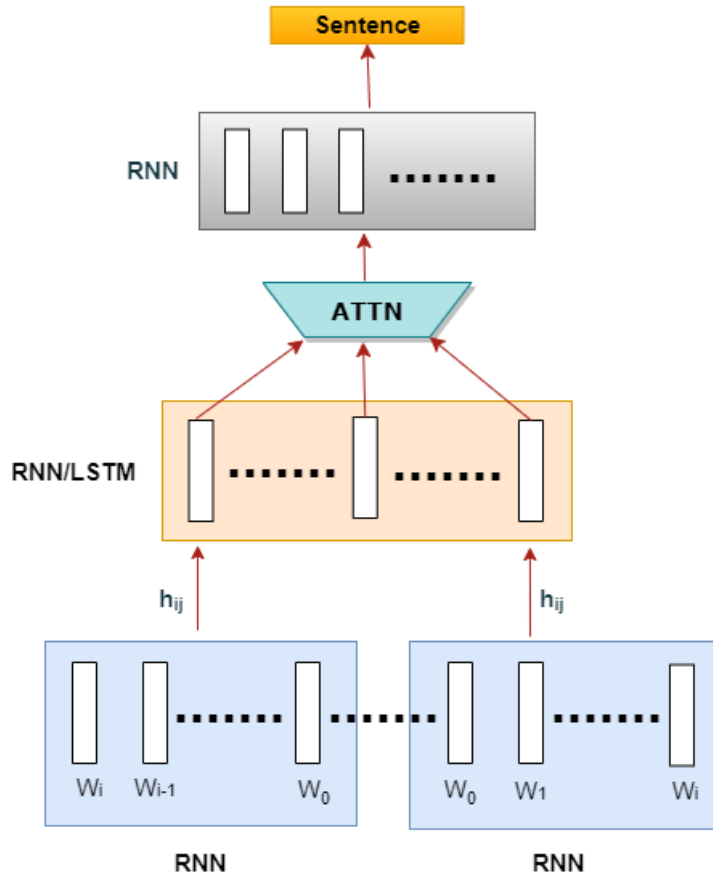 Sentence
RNN
ATTN
RNN/LSTM
hij hij
Wi Wi-1 W0 W0 W1 Wi
RNN RNN